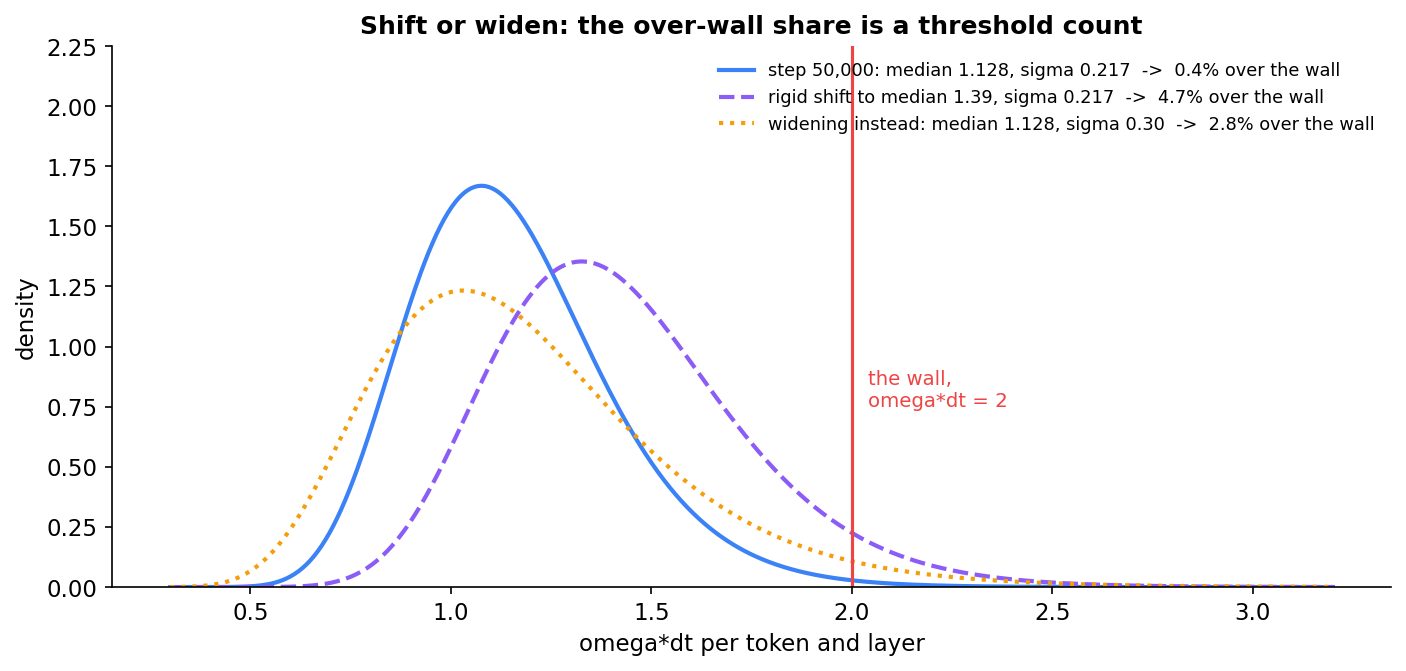 Shift or widen: the over-wall share is a threshold count
step 50,000: median 1.128, sigma 0.217 -> 0.4% over the wall
rigid shift to median 1.39, sigma 0.217 -> 4.7% over the wall
widening instead: median 1.128, sigma 0.30 -> 2.8% over the wall
2.25
2.00
1.75
1.50
1.25
1.00
0.75
0.50
0.25
0.00
density
the wall,
omega*dt = 2
0.5 1.0 1.5 2.0 2.5 3.0
omega*dt per token and layer